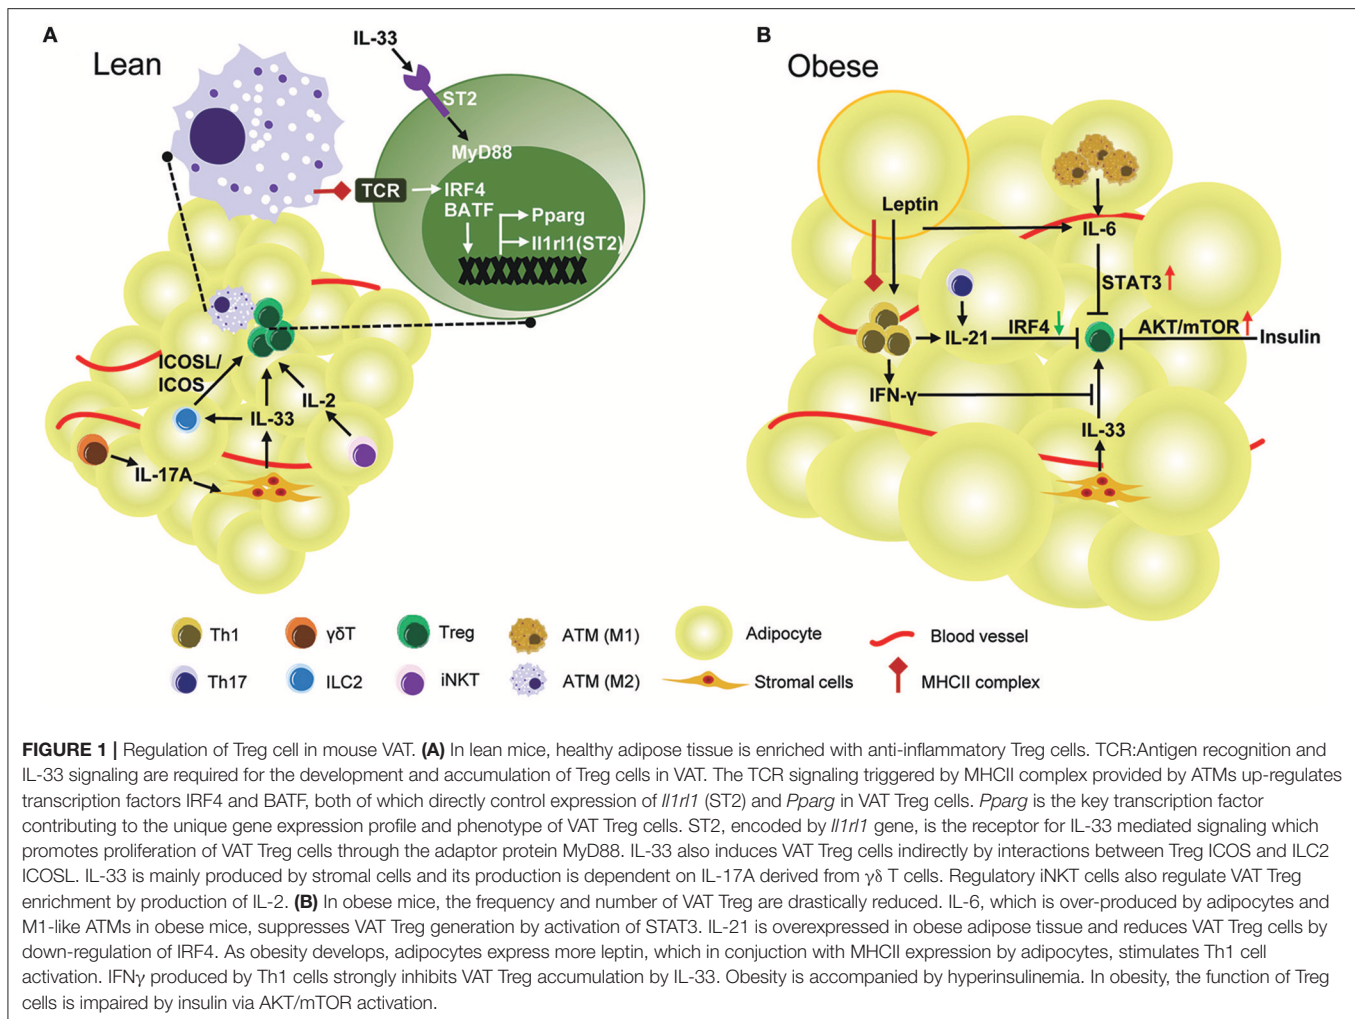 A
Lean
IL-33
ST2
MyD88
TCR
IRF4
BATF
Pparg
Il1rl1(ST2)
ICOSL/
ICOS
IL-33
IL-2
IL-17A
B
Obese
Leptin
IL-6
STAT3
IL-21
IRF4
AKT/mTOR
Insulin
IFN-γ
IL-33
Th1
γδT
Treg
ATM (M1)
Adipocyte
Blood vessel
Th17
ILC2
iNKT
ATM (M2)
Stromal cells
MHCII complex
FIGURE 1 | Regulation of Treg cell in mouse VAT. (A) In lean mice, healthy adipose tissue is enriched with anti-inflammatory Treg cells. TCR:Antigen recognition and
IL-33 signaling are required for the development and accumulation of Treg cells in VAT. The TCR signaling triggered by MHCII complex provided by ATMs up-regulates
transcription factors IRF4 and BATF, both of which directly control expression of Il1rl1 (ST2) and Pparg in VAT Treg cells. Pparg is the key transcription factor
contributing to the unique gene expression profile and phenotype of VAT Treg cells. ST2, encoded by Il1rl1 gene, is the receptor for IL-33 mediated signaling which
promotes proliferation of VAT Treg cells through the adaptor protein MyD88. IL-33 also induces VAT Treg cells indirectly by interactions between Treg ICOS and ILC2
ICOSL. IL-33 is mainly produced by stromal cells and its production is dependent on IL-17A derived from γδ T cells. Regulatory iNKT cells also regulate VAT Treg
enrichment by production of IL-2. (B) In obese mice, the frequency and number of VAT Treg are drastically reduced. IL-6, which is over-produced by adipocytes and
M1-like ATMs in obese mice, suppresses VAT Treg generation by activation of STAT3. IL-21 is overexpressed in obese adipose tissue and reduces VAT Treg cells by
down-regulation of IRF4. As obesity develops, adipocytes express more leptin, which in conjunction with MHCII expression by adipocytes, stimulates Th1 cell
activation. IFNγ produced by Th1 cells strongly inhibits VAT Treg accumulation by IL-33. Obesity is accompanied by hyperinsulinemia. In obesity, the function of Treg
cells is impaired by insulin via AKT/mTOR activation.